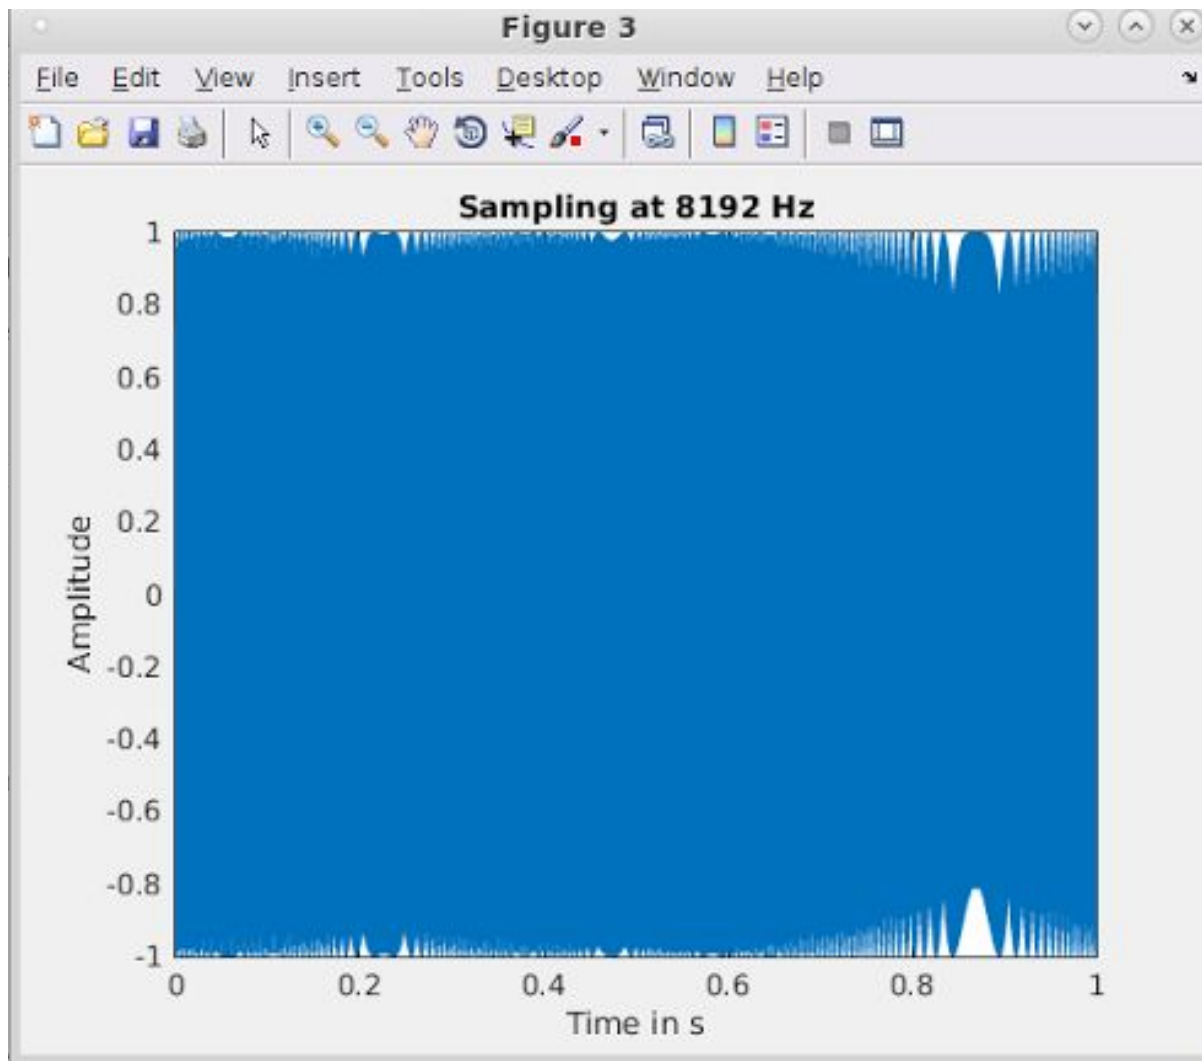 Figure 3
File Edit View Insert Tools Desktop Window Help
Sampling at 8192 Hz
1
0.8
0.6
0.4
0.2
0
-0.2
-0.4
-0.6
-0.8
-1
Amplitude
0 0.2 0.4 0.6 0.8 1
Time in s